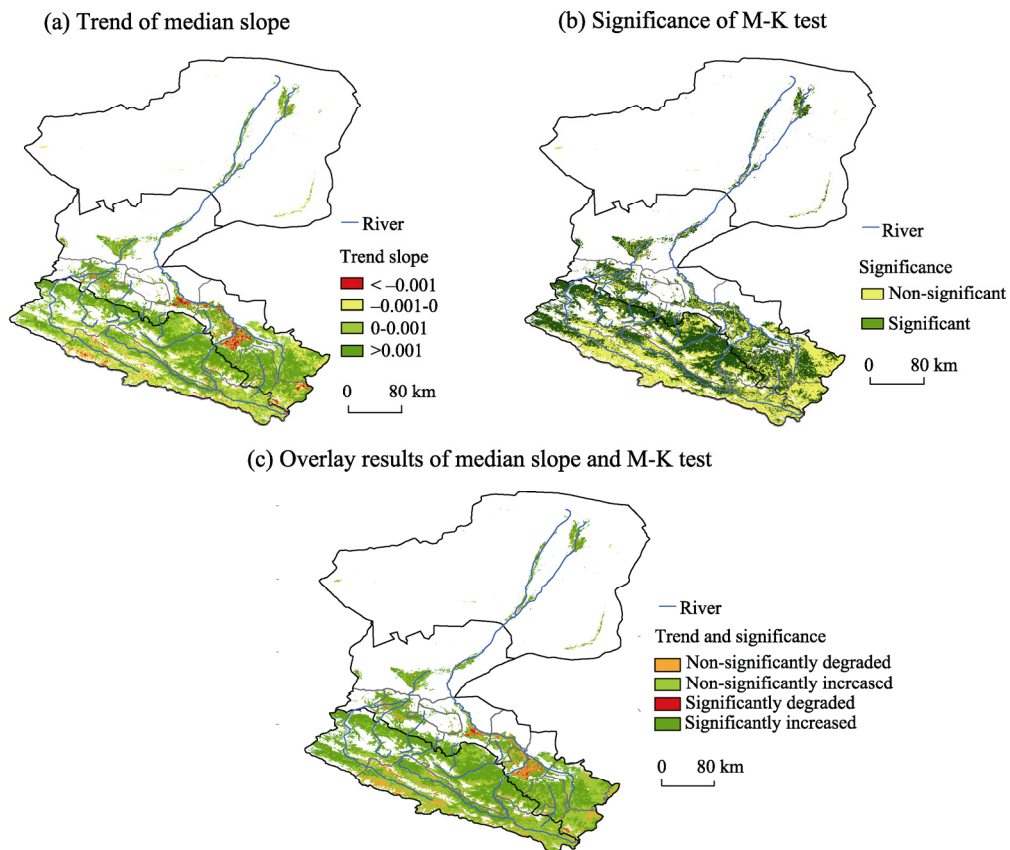 (a) Trend of median slope
(b) Significance of M-K test
River
Trend slope
< –0.001
–0.001-0
0-0.001
>0.001
0 80 km
River
Significance
Non-significant
Significant
0 80 km
(c) Overlay results of median slope and M-K test
River
Trend and significance
Non-significantly degraded
Non-significantly increased
Significantly degraded
Significantly increased
0 80 km